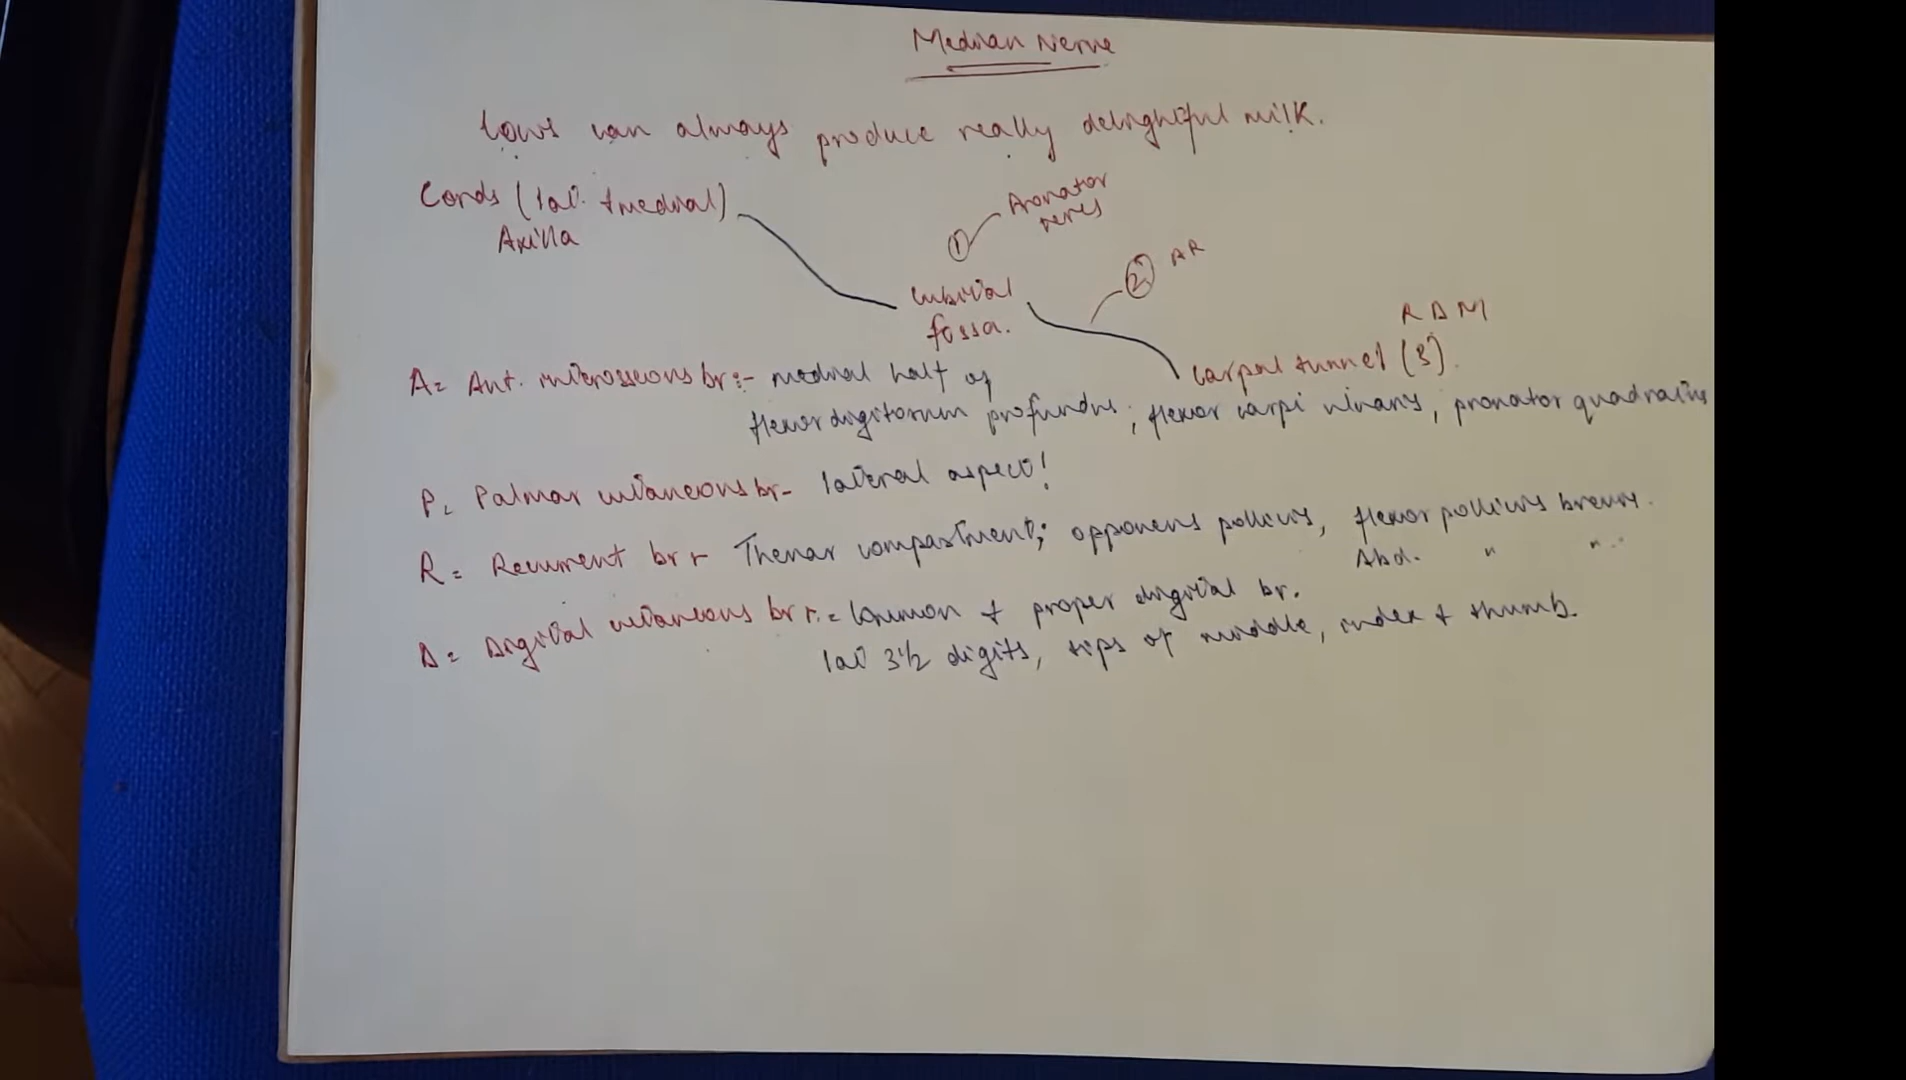 Median Nerve
Cows can always produce really delightful milk.
Cords (lat. + medial)
Axilla
Pronator
teres
①
② AR
Cubital
fossa.
RDM
Carpal tunnel (3).
A= Ant. interosseous br:- medial half of
flexor digitorum profundus; flexor carpi ulnaris, pronator quadratus
P= Palmar cutaneous br- lateral aspect!
R= Recurrent br - Thenar compartment; opponens pollicis, flexor pollicis brevis.
Abd. " "
D= Digital cutaneous br = Common + proper digital br.
lat 3½ digits, tips of middle, index + thumb.